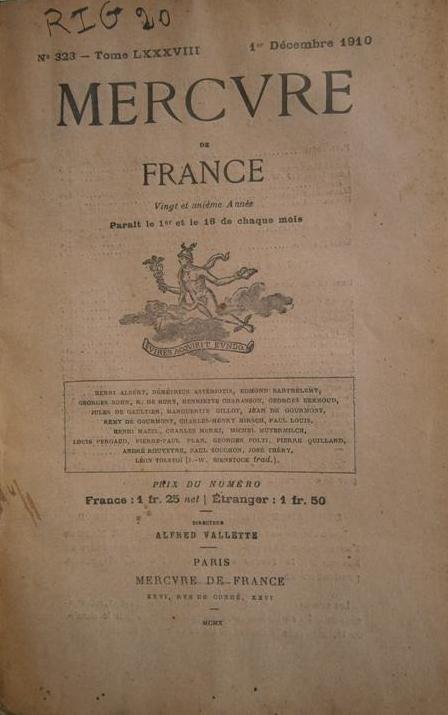 RIG 20
Nº 323 — Tome LXXXVIII 1er Décembre 1910
MERCVRE
DE
FRANCE
Vingt et unième Année
Parait le 1er et le 16 de chaque mois
VIRES ACQVIRIT EVNDO
HENRI ALBERT, DÉMÉTRIUS ASTÉRIOTIS, EDMOND BARTHÈLEMY,
GEORGES BOHN, R. DE BURY, HENRIETTE CHARASSON, GEORGES EEKHOUD,
JULES DE GAULTIER, MARGUERITE GILLOT, JEAN DE GOURMONT,
REMY DE GOURMONT, CHARLES-HENRY HIRSCH, PAUL LOUIS,
HENRI MAZEL, CHARLES MERKI, MICHEL MUTERMILCH,
LOUIS PERGAUD, PIERRE-PAUL PLAN, GEORGES POLTI, PIERRE QUILLARD,
ANDRÉ ROUVEYRE, PAUL SOUCHON, JOSÉ THÉRY,
LÉON TOLSTOÏ (J.-W. BIENSTOCK trad.).
PRIX DU NUMÉRO
France : 1 fr. 25 net | Étranger : 1 fr. 50
DIRECTEUR
ALFRED VALLETTE
PARIS
MERCVRE DE FRANCE
XXVI, RVE DE CONDÉ, XXVI
MCMX